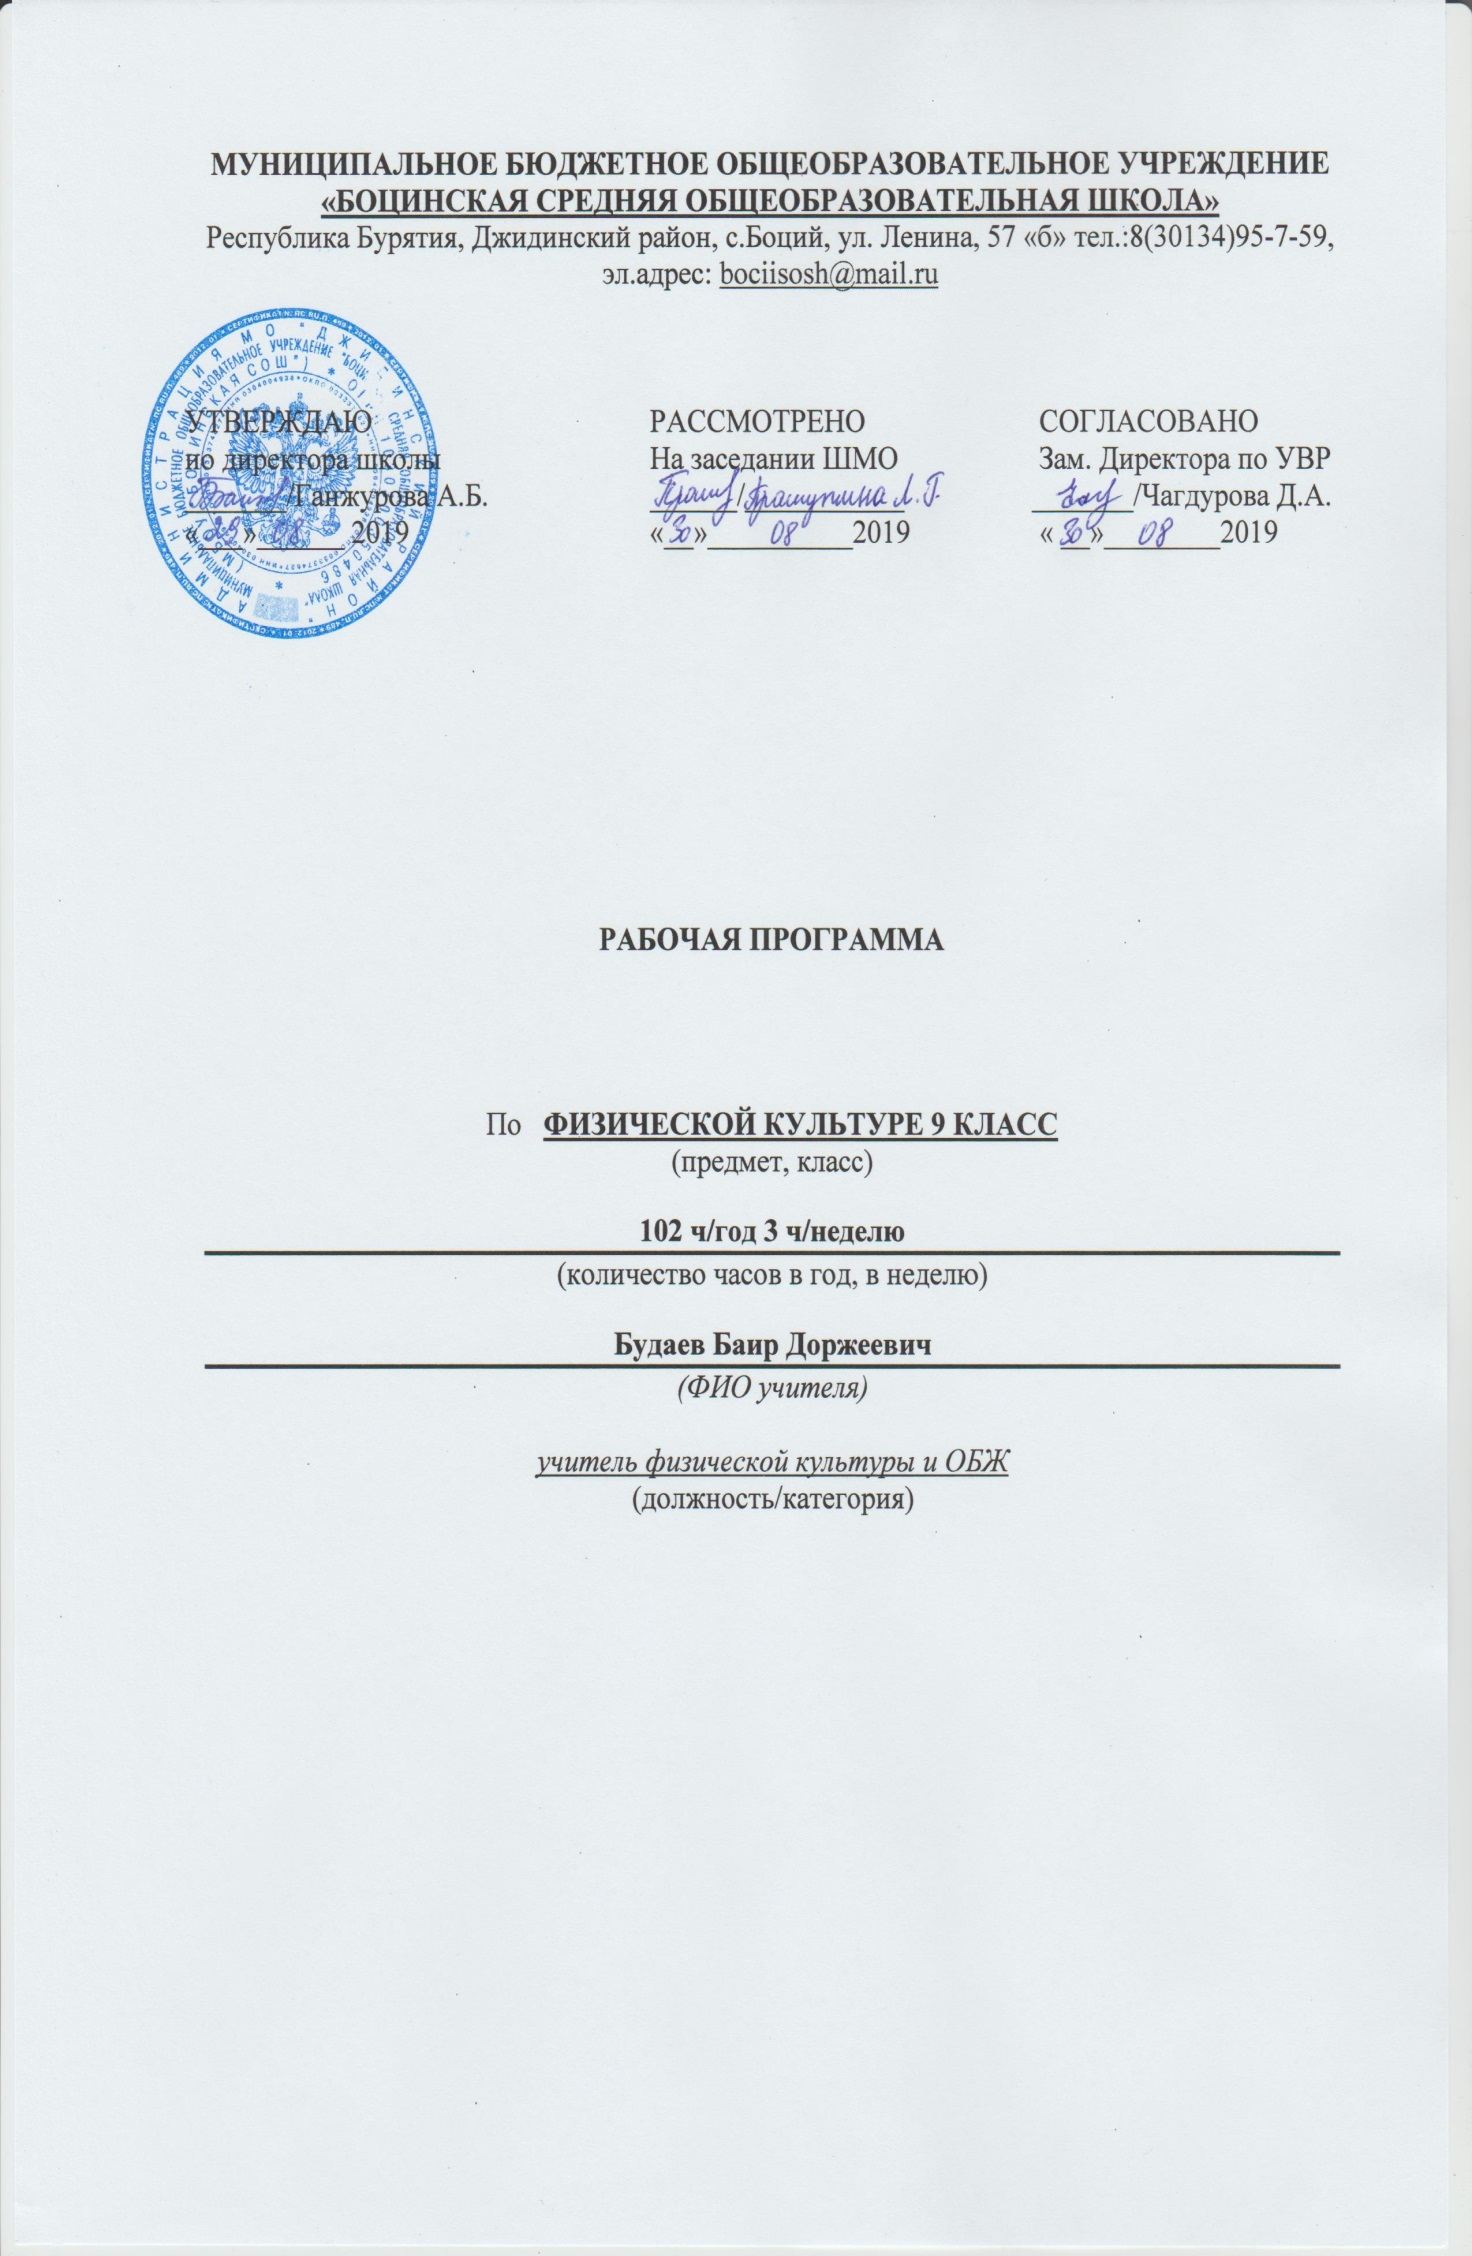 МУНИЦИПАЛЬНОЕ БЮДЖЕТНОЕ ОБЩЕОБРАЗОВАТЕЛЬНОЕ УЧРЕЖДЕНИЕ
«БОЦИНСКАЯ СРЕДНЯЯ ОБЩЕОБРАЗОВАТЕЛЬНАЯ ШКОЛА»
Республика Бурятия, Джидинский район, с.Боций, ул. Ленина, 57 «б» тел.:8(30134)95-7-59,
эл.адрес: bociisosh@mail.ru
УТВЕРЖДАЮ
ио директора школы
/Ганжурова А.Б.
«29» 08 2019
РАССМОТРЕНО
На заседании ШМО
/ Л.Г.
«30» 08 2019
СОГЛАСОВАНО
Зам. Директора по УВР
/Чагдурова Д.А.
«30» 08 2019
РАБОЧАЯ ПРОГРАММА
По ФИЗИЧЕСКОЙ КУЛЬТУРЕ 9 КЛАСС
(предмет, класс)
102 ч/год 3 ч/неделю
(количество часов в год, в неделю)
Будаев Баир Доржеевич
(ФИО учителя)
учитель физической культуры и ОБЖ
(должность/категория)